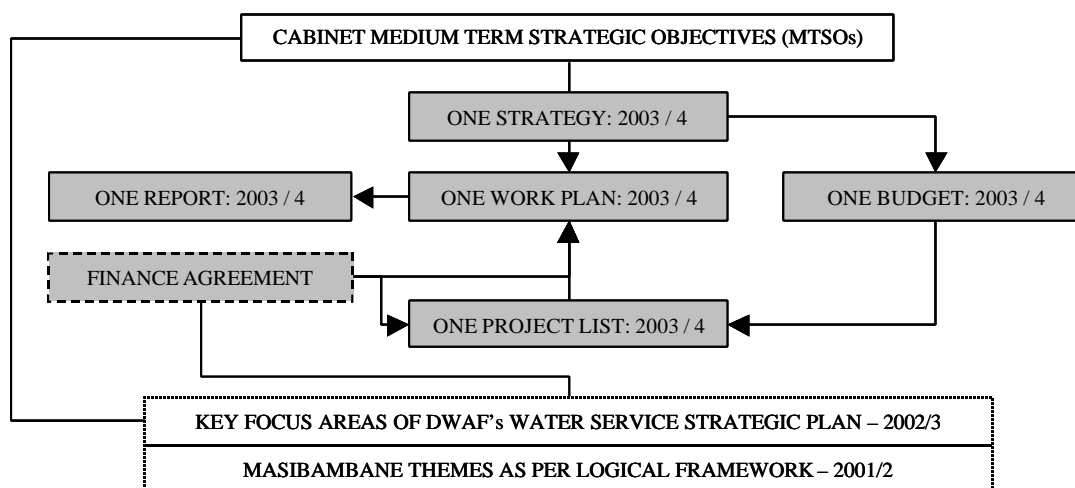 CABINET MEDIUM TERM STRATEGIC OBJECTIVES (MTSOs)
ONE STRATEGY: 2003 / 4
ONE REPORT: 2003 / 4
ONE WORK PLAN: 2003 / 4
ONE BUDGET: 2003 / 4
FINANCE AGREEMENT
ONE PROJECT LIST: 2003 / 4
KEY FOCUS AREAS OF DWAF's WATER SERVICE STRATEGIC PLAN – 2002/3
MASIBAMBANE THEMES AS PER LOGICAL FRAMEWORK – 2001/2